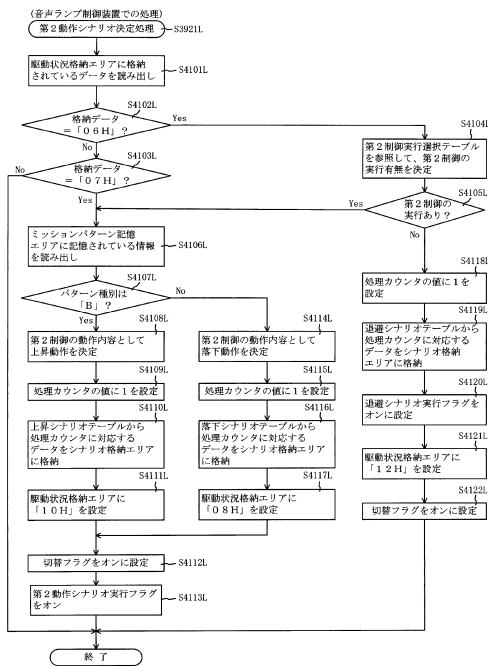 (音声ランプ制御装置での処理)
第2動作シナリオ決定処理
S3921L
駆動状況格納エリアに格納
されているデータを読み出し
S4101L
S4102L
格納データ
=「06H」?
Yes
No
S4103L
格納データ
=「07H」?
No
Yes
S4104L
第2制御実行選択テーブル
を参照して、第2制御の
実行有無を決定
S4105L
第2制御の
実行あり?
Yes
No
ミッションパターン記憶
エリアに記憶されている情報
を読み出し
S4106L
S4107L
パターン種別は
「B」?
No
Yes
S4108L
第2制御の動作内容として
上昇動作を決定
S4109L
処理カウンタの値に1を設定
S4110L
上昇シナリオテーブルから
処理カウンタに対応する
データをシナリオ格納エリア
に格納
S4111L
駆動状況格納エリアに
「10H」を設定
S4114L
第2制御の動作内容として
落下動作を決定
S4115L
処理カウンタの値に1を設定
S4116L
落下シナリオテーブルから
処理カウンタに対応する
データをシナリオ格納エリア
に格納
S4117L
駆動状況格納エリアに
「08H」を設定
S4118L
処理カウンタの値に1を
設定
S4119L
退避シナリオテーブルから
処理カウンタに対応する
データをシナリオ格納
エリアに格納
S4120L
退避シナリオ実行フラグを
オンに設定
S4121L
駆動状況格納エリアに
「12H」を設定
S4122L
切替フラグをオンに設定
切替フラグをオンに設定
S4112L
第2動作シナリオ実行フラグ
をオン
S4113L
終了